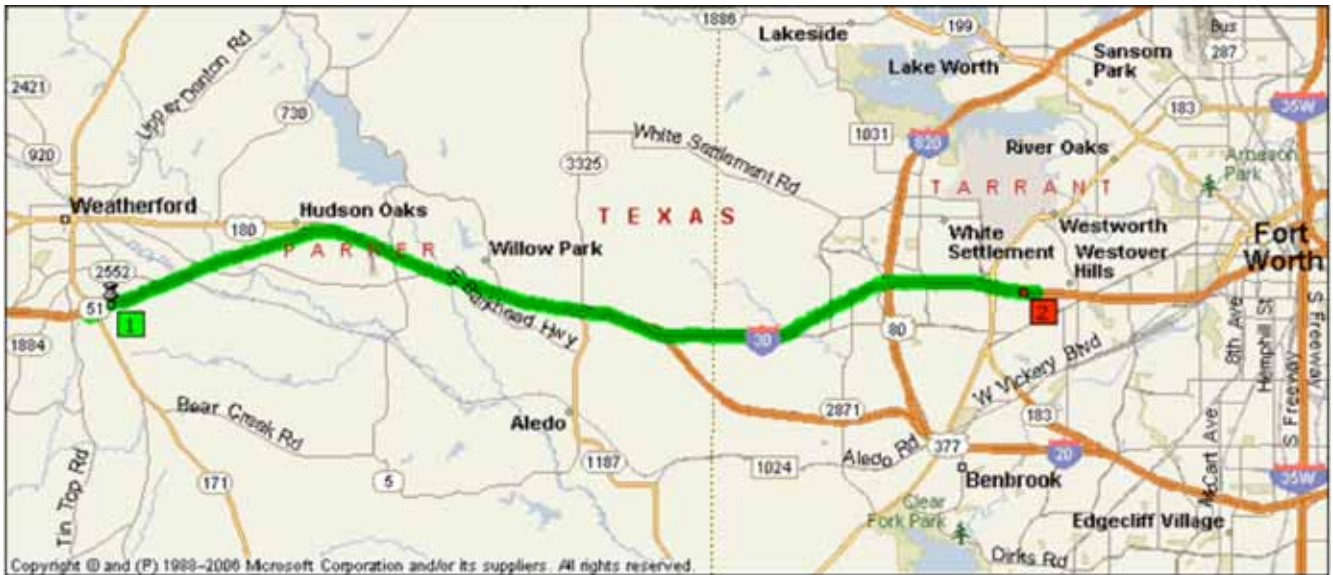 1886
Lakeside
199
Bus
287
Sansom
Park
Lake Worth
2421
Upper Denton Rd
730
183
35W
1031
820
White Settlement Rd
920
3325
River Oaks
Arneson
Park
TARRANT
TEXAS
Weatherford
Hudson Oaks
180
PARKER
Willow Park
White
Settlement
Westworth
Westover
Hills
Fort
Worth
2552
51
1
E Bankhead Hwy
30
80
2
1884
8th Ave
Hemphill St
S Freeway
S Freeway
W Vickery Blvd
Bear Creek Rd
Aledo
2871
183
McCart Ave
Tin Top Rd
1187
1024
Aledo Rd
377
20
171
5
Benbrook
35W
Clear
Fork Park
Edgecliff Village
Dirks Rd
Copyright © and (P) 1988–2006 Microsoft Corporation and/or its suppliers. All rights reserved.